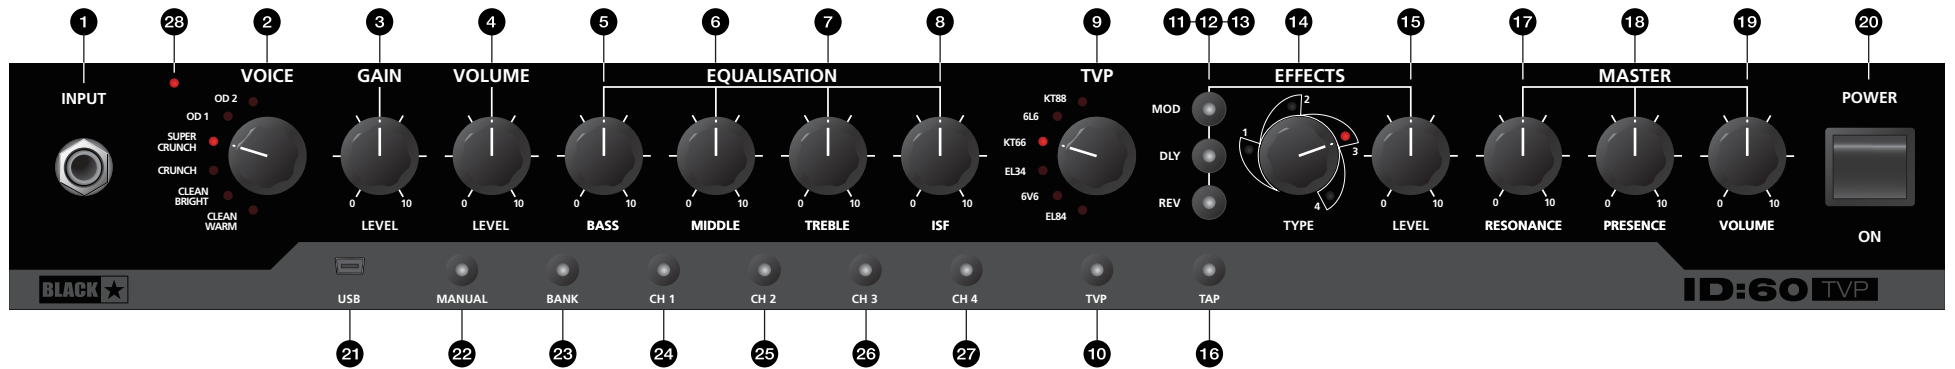 1 28 2 3 4 5 6 7 8 9 11 12 13 14 15 17 18 19 20
VOICE GAIN VOLUME EQUALISATION TVP EFFECTS MASTER
INPUT POWER
OD 2
OD 1
SUPER
CRUNCH
CRUNCH
CLEAN
BRIGHT
CLEAN
WARM
0 10 0 10 0 10 0 10 0 10 0 10
LEVEL LEVEL BASS MIDDLE TREBLE ISF
KT88
6L6
KT66
EL34
6V6
EL84
MOD
DLY
REV
1 2 3 4
TYPE
0 10 0 10 0 10 0 10
LEVEL RESONANCE PRESENCE VOLUME
ON
BLACK
USB MANUAL BANK CH 1 CH 2 CH 3 CH 4 TVP TAP
ID:60 TVP
21 22 23 24 25 26 27 10 16